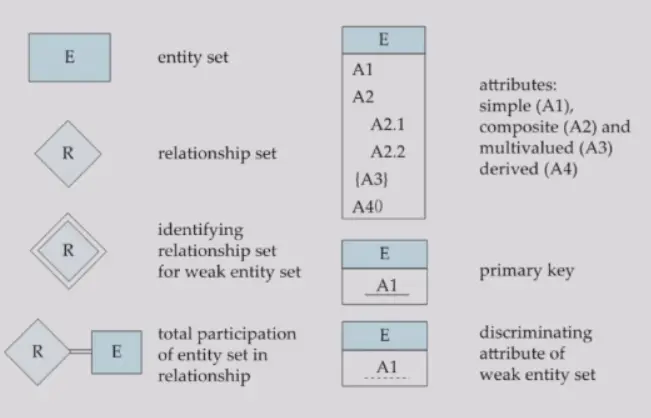 E
entity set
R
relationship set
R
identifying
relationship set
for weak entity set
R
E
total participation
of entity set in
relationship
E
A1
A2
A2.1
A2.2
{A3}
A40
attributes:
simple (A1),
composite (A2) and
multivalued (A3)
derived (A4)
E
A1
primary key
E
A1
discriminating
attribute of
weak entity set